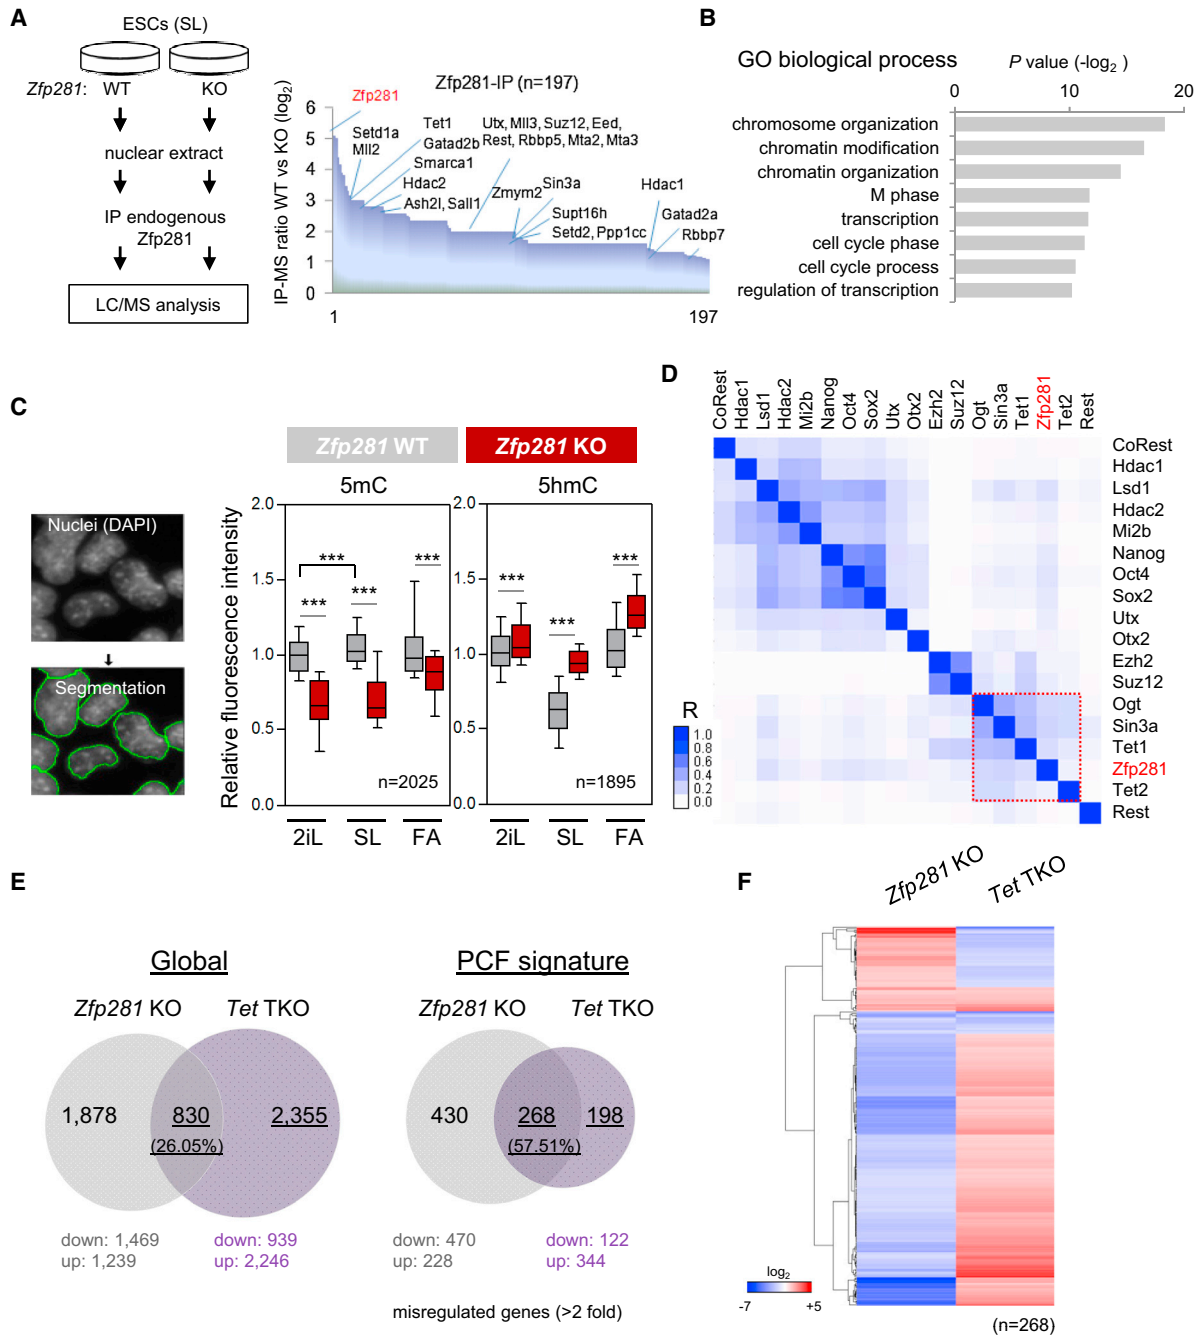 A
ESCs (SL)
Zfp281: WT KO
nuclear extract
IP endogenous
Zfp281
LC/MS analysis
Zfp281-IP (n=197)
IP-MS ratio WT vs KO (log2)
6
5
4
3
2
1
0
Zfp281
Setd1a
Mll2
Tet1
Gatad2b
Smarca1
Hdac2
Ash2l, Sall1
Utx, Mll3, Suz12, Eed,
Rest, Rbbp5, Mta2, Mta3
Zmym2
Sin3a
Supt16h
Setd2, Ppp1cc
Hdac1
Gatad2a
Rbbp7
1 197
B
GO biological process
P value (-log2 )
0 10 20
chromosome organization
chromatin modification
chromatin organization
M phase
transcription
cell cycle phase
cell cycle process
regulation of transcription
C
Nuclei (DAPI)
Segmentation
Zfp281 WT Zfp281 KO
5mC 5hmC
Relative fluorescence intensity
2.0
1.5
1.0
0.5
0.0
*** *** *** ***
n=2025
2iL SL FA
2.0
1.5
1.0
0.5
0.0
*** *** ***
n=1895
2iL SL FA
D
CoRest Hdac1 Lsd1 Hdac2 Mi2b Nanog Oct4 Sox2 Utx Otx2 Ezh2 Suz12 Ogt Sin3a Tet1 Zfp281 Tet2 Rest
CoRest
Hdac1
Lsd1
Hdac2
Mi2b
Nanog
Oct4
Sox2
Utx
Otx2
Ezh2
Suz12
Ogt
Sin3a
Tet1
Zfp281
Tet2
Rest
R
1.0
0.8
0.6
0.4
0.2
0.0
E
Global
Zfp281 KO Tet TKO
1,878 830 2,355
(26.05%)
down: 1,469 down: 939
up: 1,239 up: 2,246
PCF signature
Zfp281 KO Tet TKO
430 268 198
(57.51%)
down: 470 down: 122
up: 228 up: 344
misregulated genes (>2 fold)
F
Zfp281 KO Tet TKO
log2
-7 +5
(n=268)